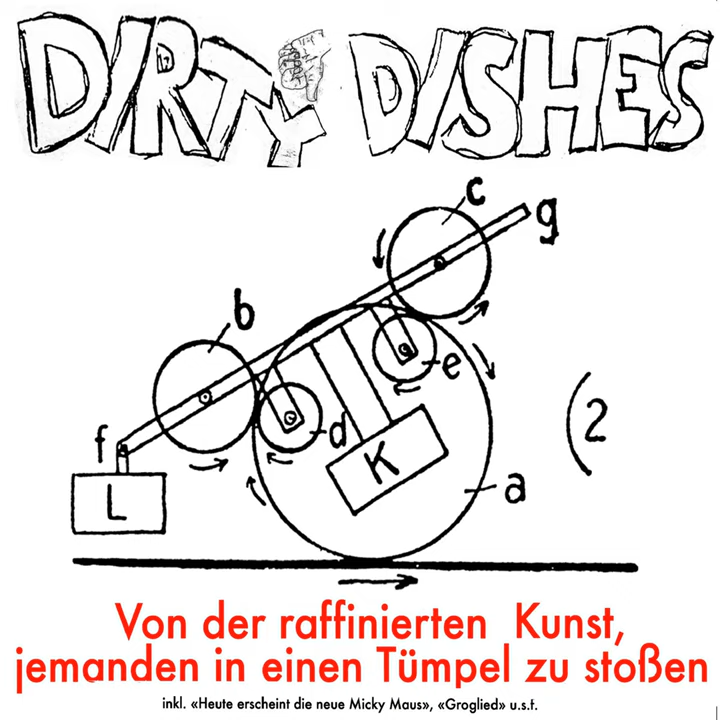 DIRTY DISHES
c
g
b
e
f
d
(2
K
L
a
Von der raffinierten Kunst,
jemanden in einen Tümpel zu stoßen
inkl. «Heute erscheint die neue Micky Maus», «Groglied» u.s.f.